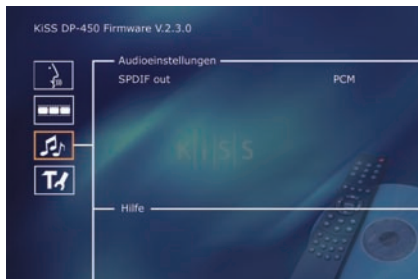 KiSS DP-450 Firmware V.2.3.0
Audioeinstellungen
SPDIF out PCM
KISS
Hilfe